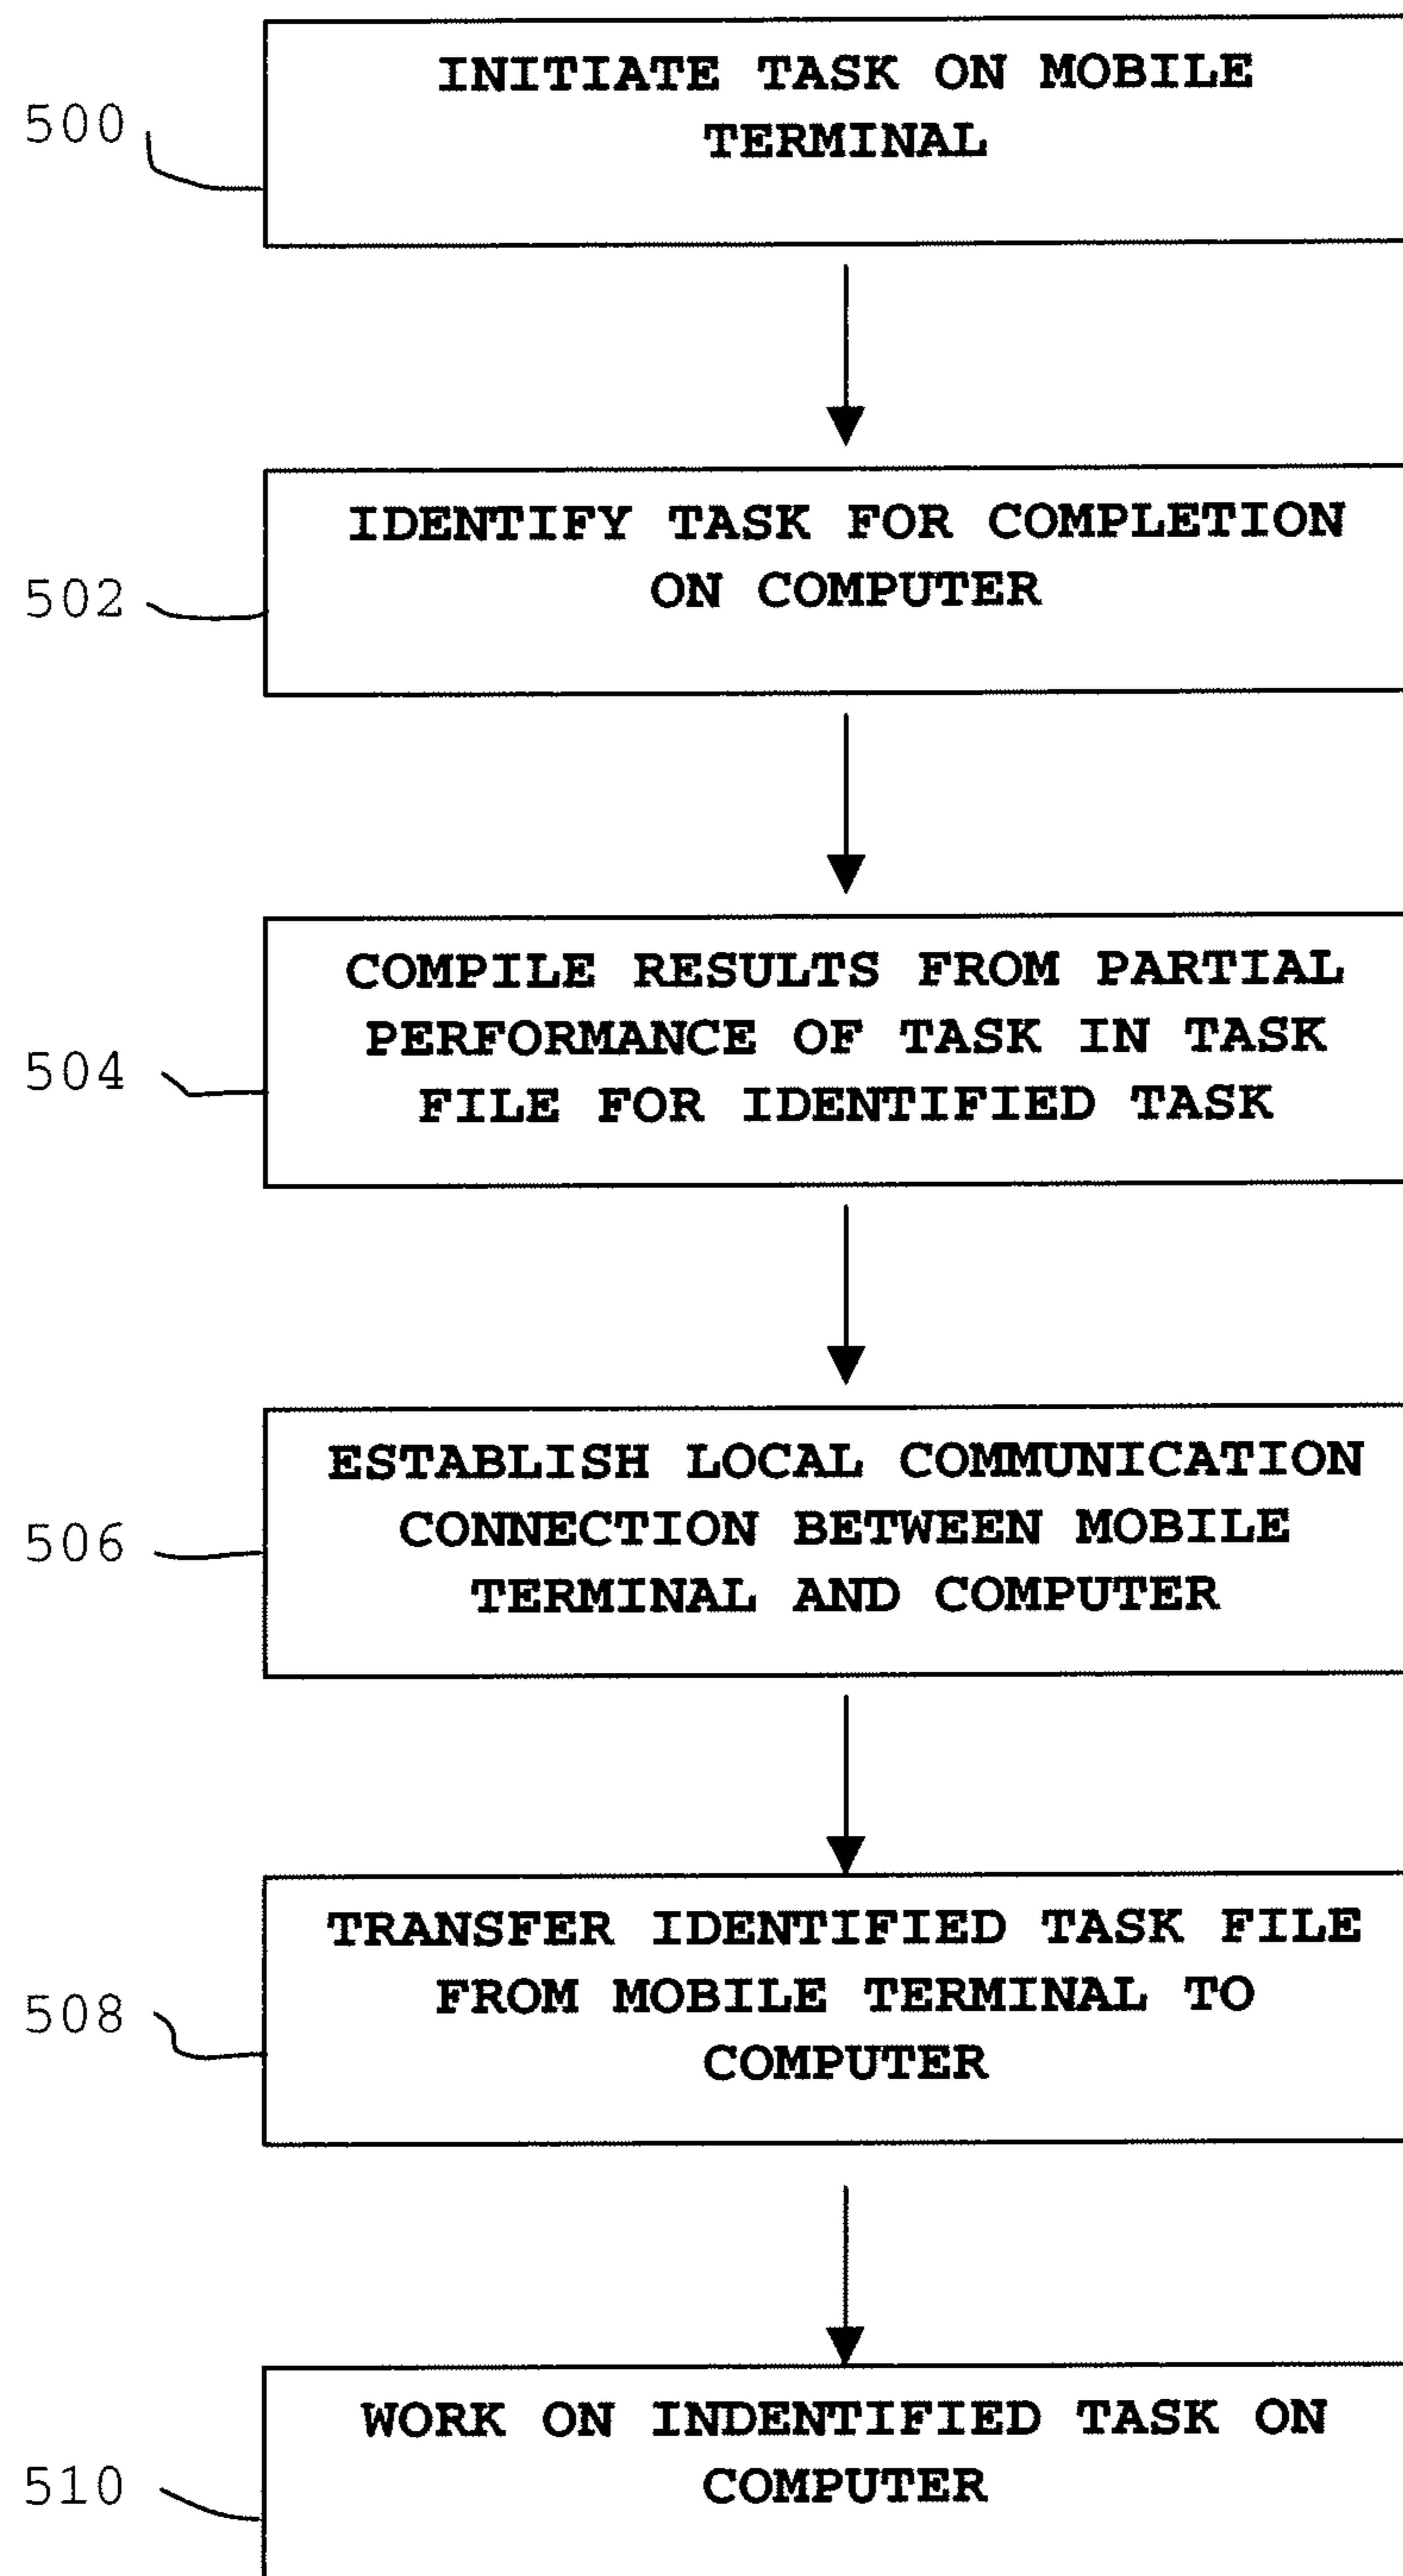 INITIATE TASK ON MOBILE
TERMINAL
500
IDENTIFY TASK FOR COMPLETION
ON COMPUTER
502
COMPILE RESULTS FROM PARTIAL
PERFORMANCE OF TASK IN TASK
FILE FOR IDENTIFIED TASK
504
ESTABLISH LOCAL COMMUNICATION
CONNECTION BETWEEN MOBILE
TERMINAL AND COMPUTER
506
TRANSFER IDENTIFIED TASK FILE
FROM MOBILE TERMINAL TO
COMPUTER
508
WORK ON INDENTIFIED TASK ON
COMPUTER
510